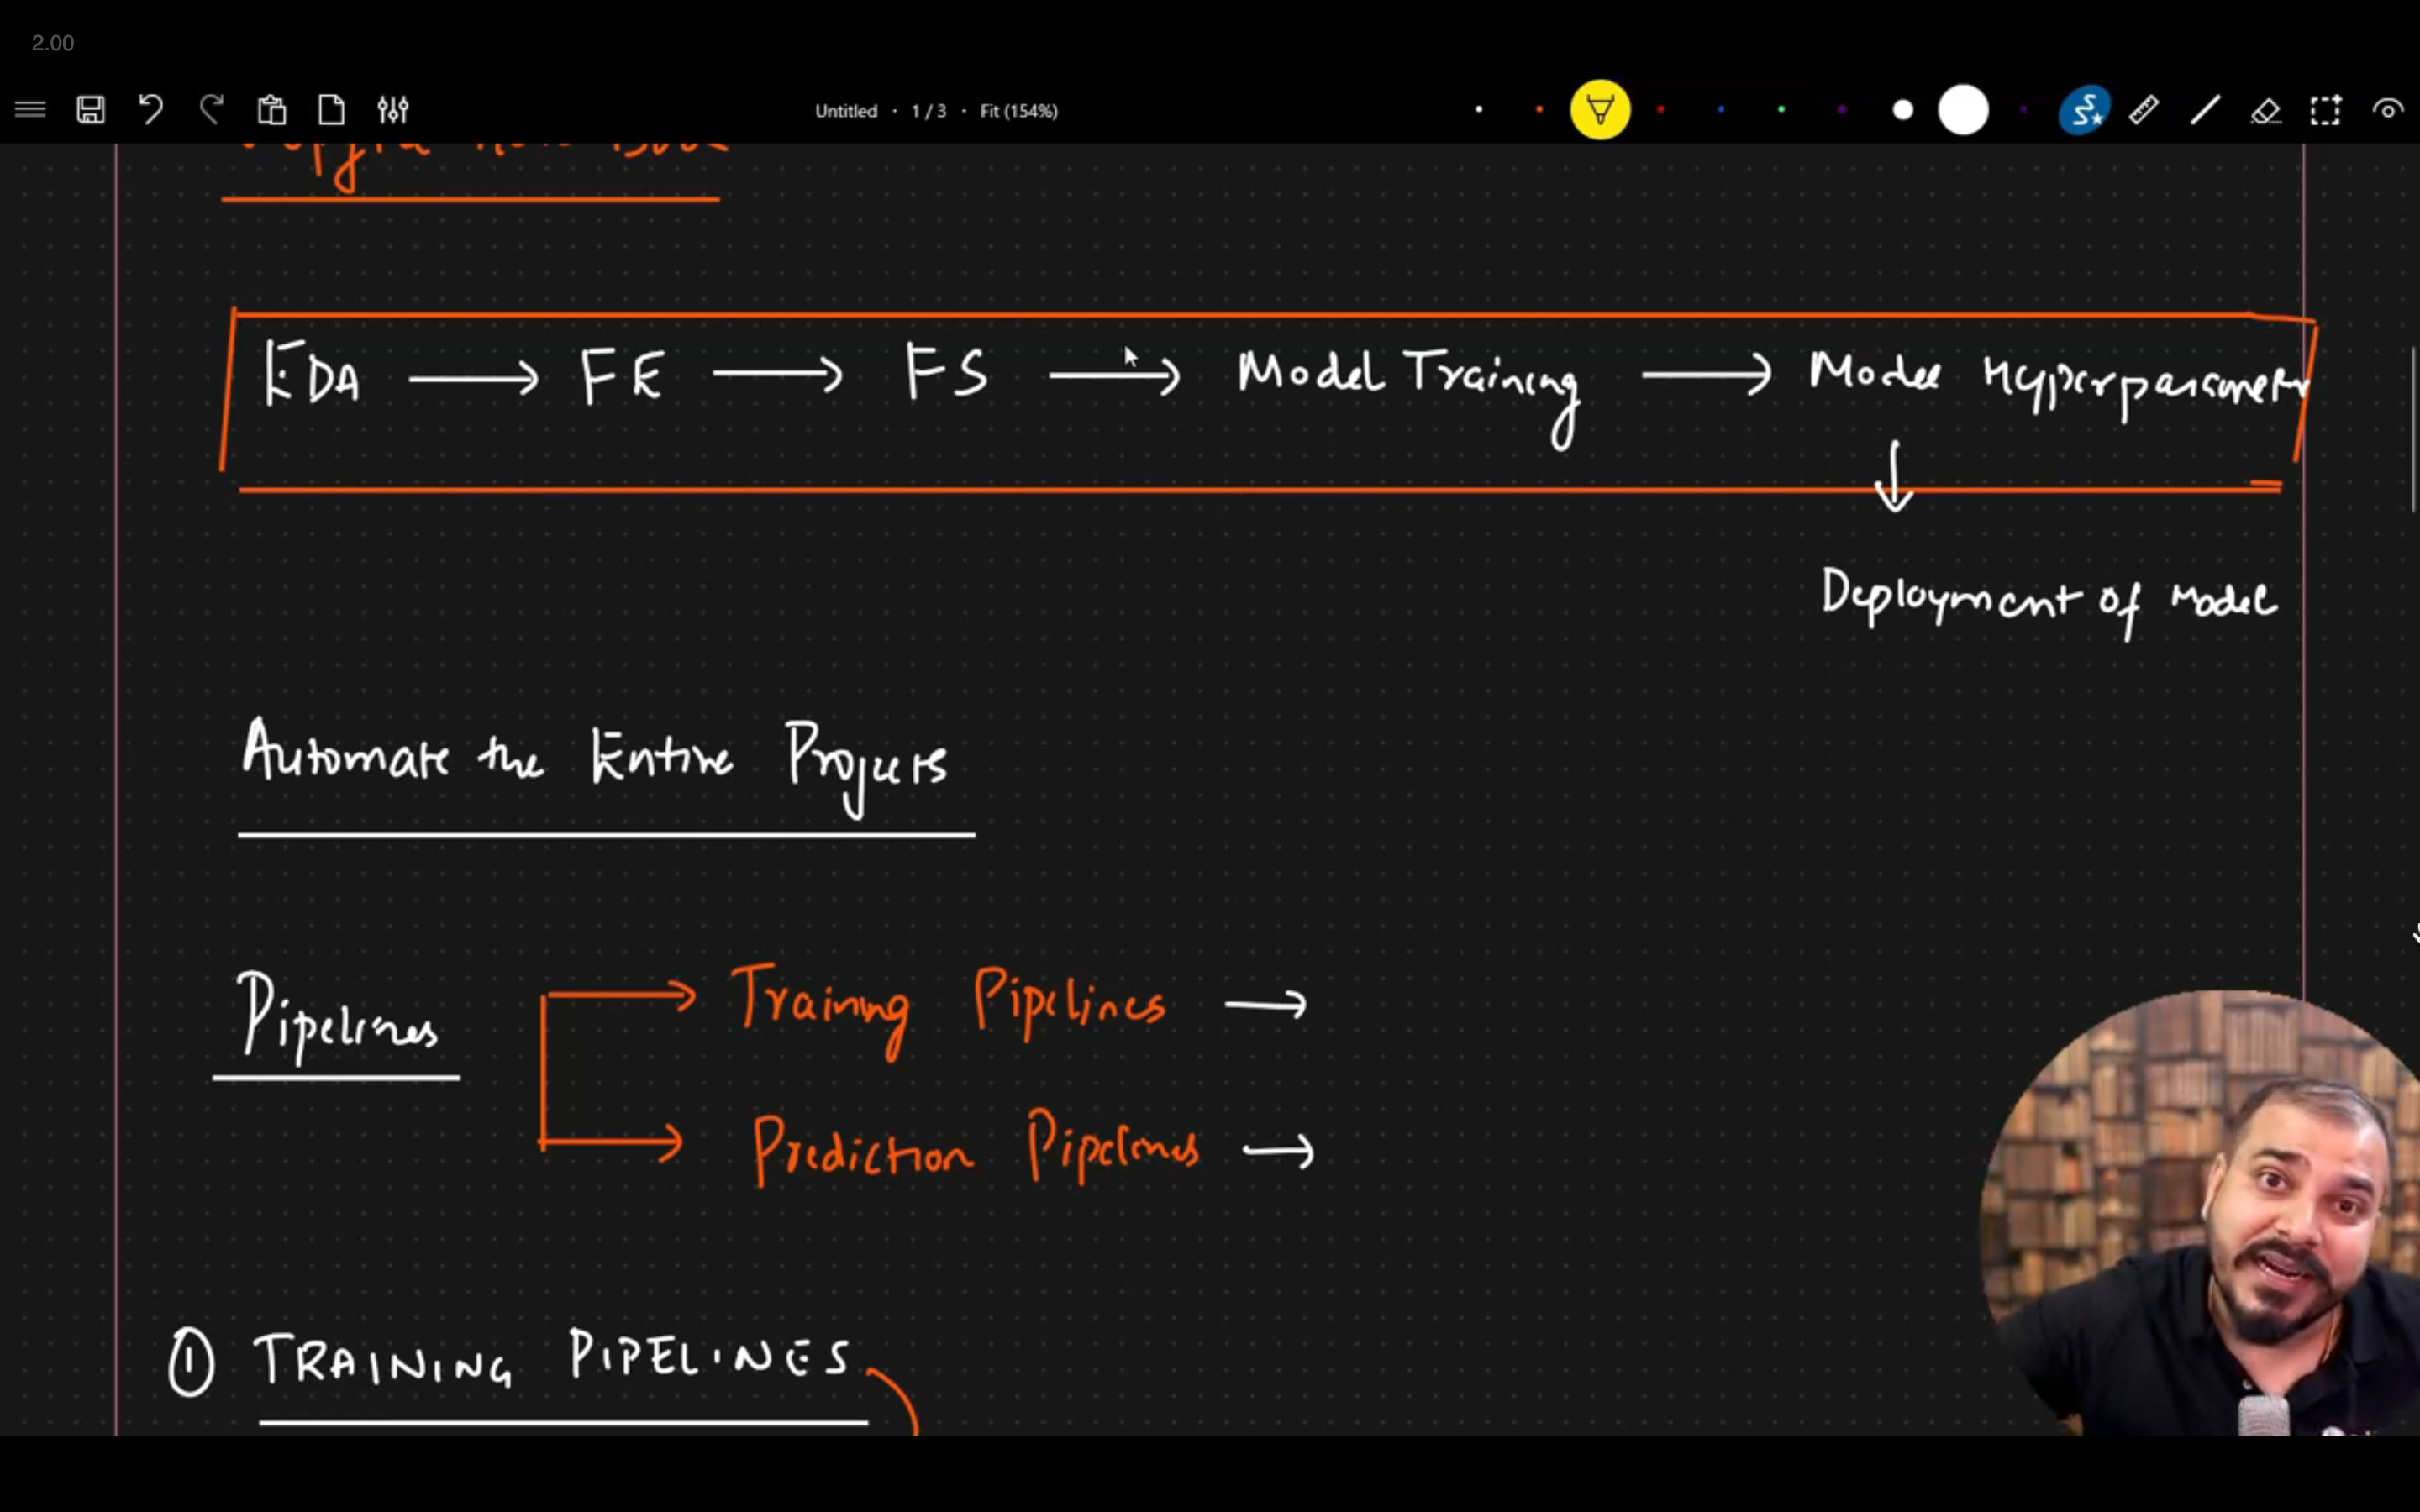 2.00
Untitled · 1 / 3 · Fit (154%)
EDA → FE → FS → Model Training → Model Hyperparameter
↓
Deployment of Model
Automate the Entire Projects
Pipelines → Training Pipelines →
→ Prediction Pipelines →
① TRAINING PIPELINES